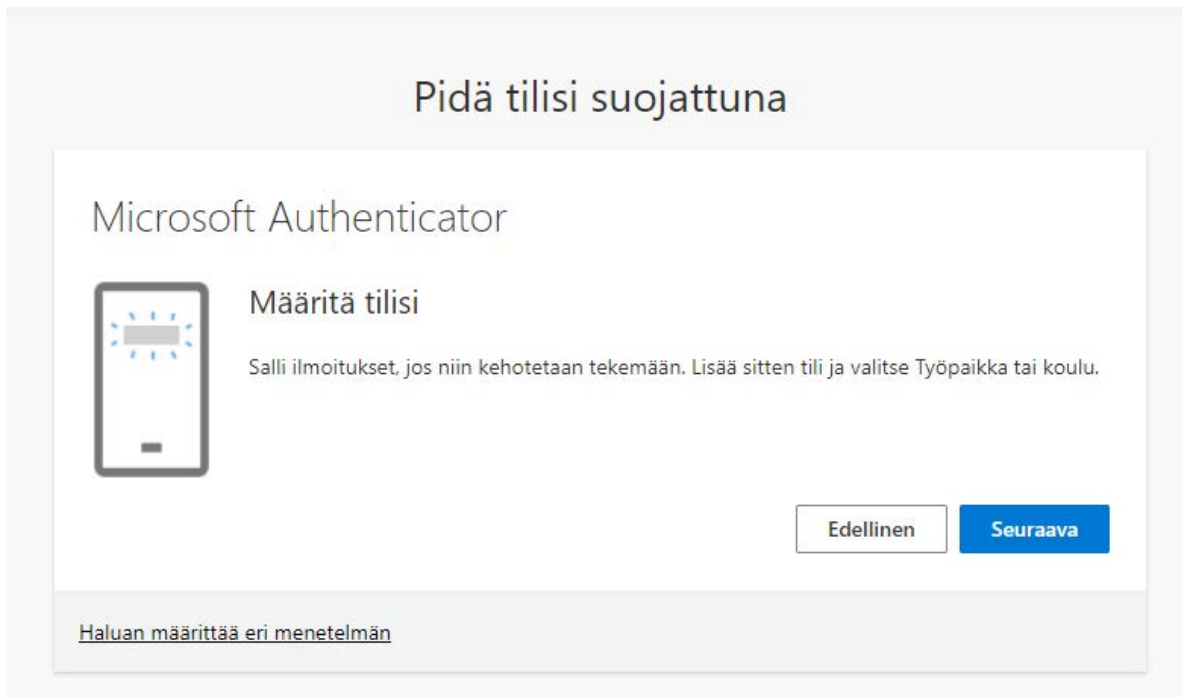 Pidä tilisi suojattuna
Microsoft Authenticator
Määritä tilisi
Salli ilmoitukset, jos niin kehotetaan tekemään. Lisää sitten tili ja valitse Työpaikka tai koulu.
Edellinen
Seuraava
Haluan määrittää eri menetelmän